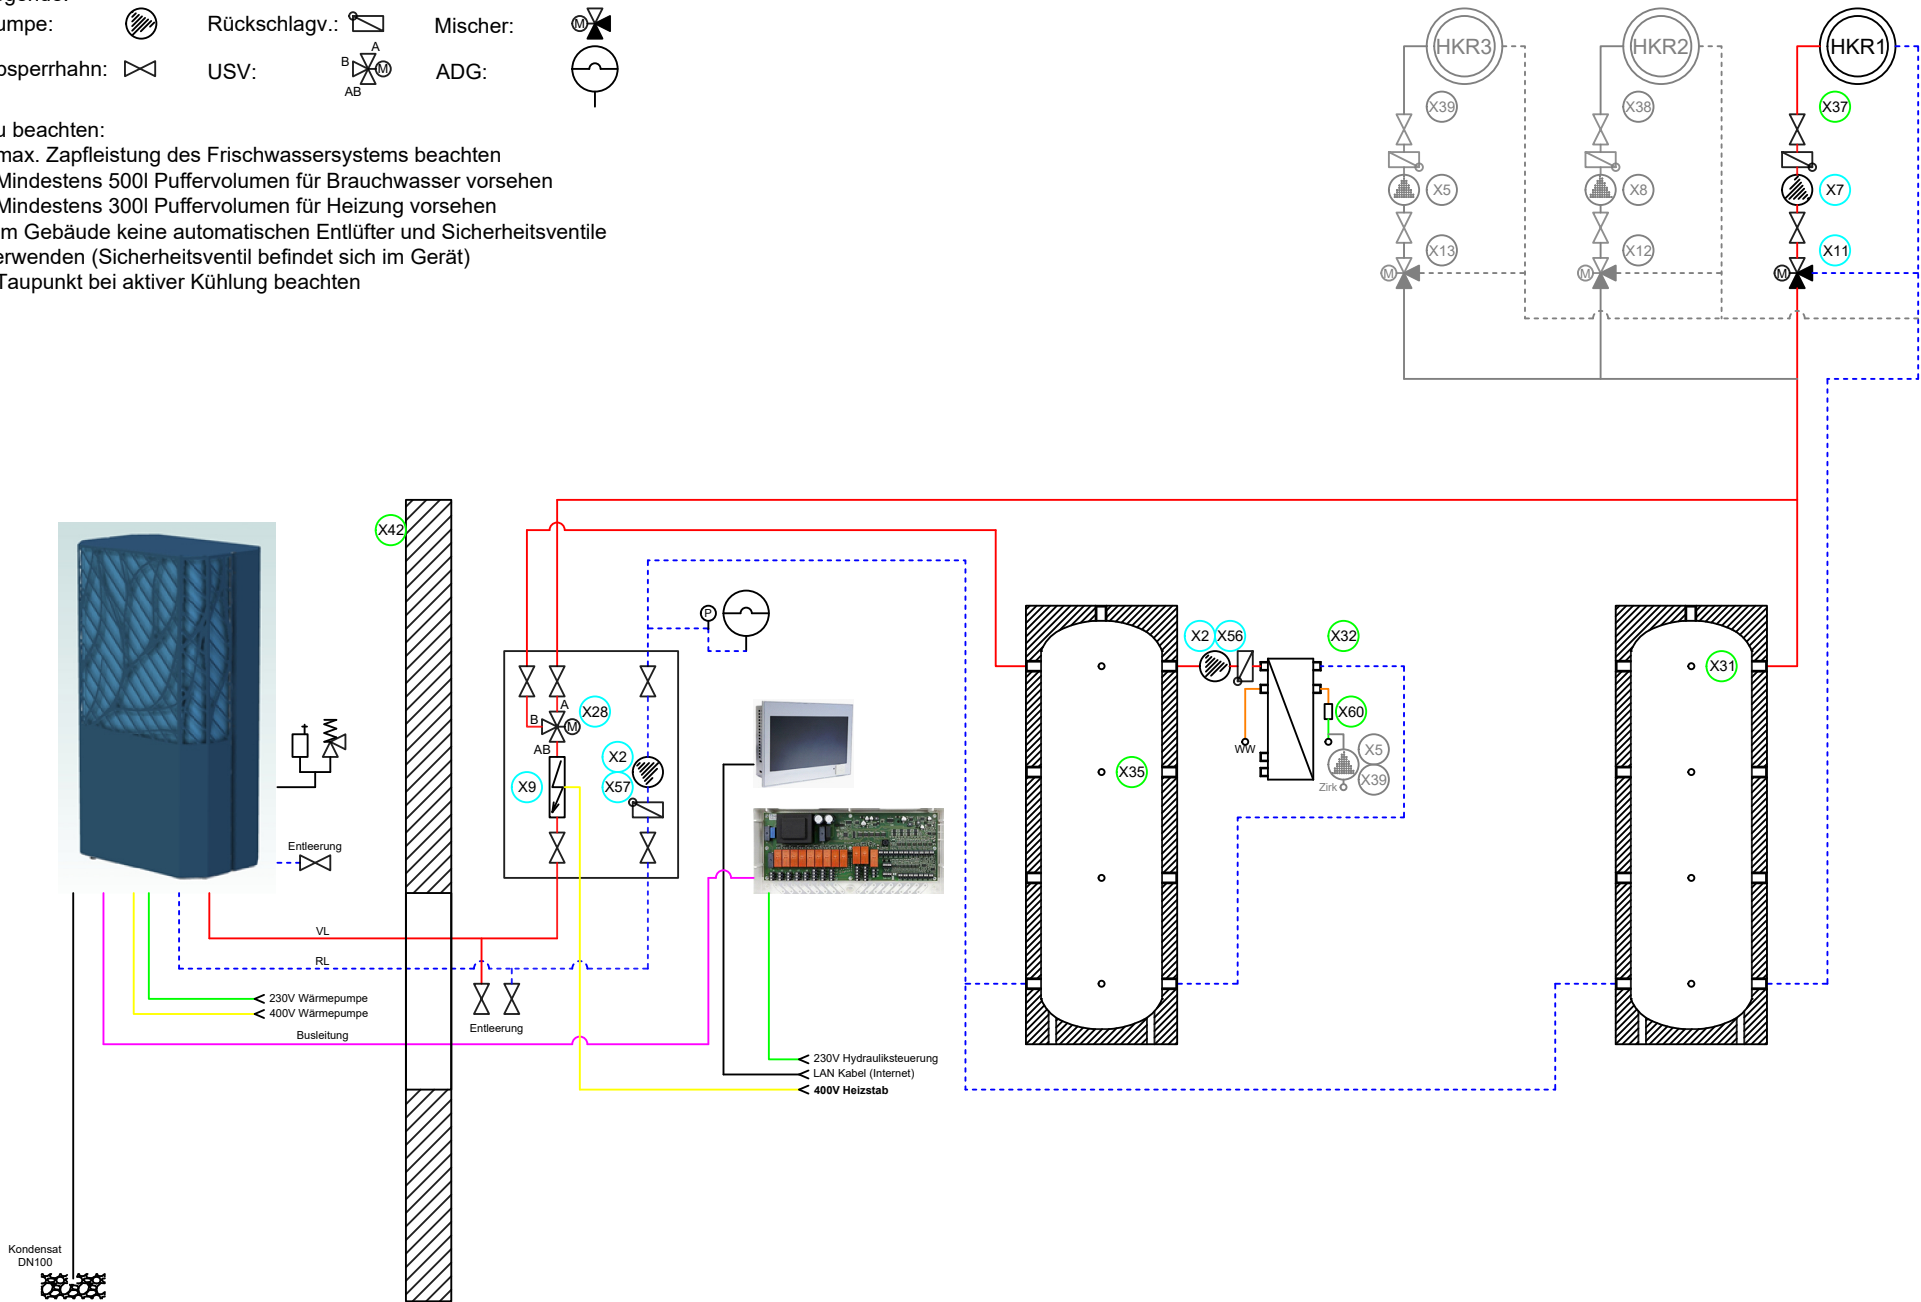 umpe:
Rückschlagv.:
Mischer:
M
A
B
M
AB
osperrhahn:
USV:
ADG:
u beachten:
max. Zapfleistung des Frischwassersystems beachten
Mindestens 500l Puffervolumen für Brauchwasser vorsehen
Mindestens 300l Puffervolumen für Heizung vorsehen
m Gebäude keine automatischen Entlüfter und Sicherheitsventile
erwenden (Sicherheitsventil befindet sich im Gerät)
Taupunkt bei aktiver Kühlung beachten
HKR3
HKR2
HKR1
X39
X38
X37
X5
X8
X7
X13
X12
X11
M
M
M
X42
P
X2
X56
X32
X31
A
X28
B
M
AB
X60
WW
X2
X5
X35
X9
X57
X39
Zirk
Entleerung
VL
RL
230V Wärmepumpe
400V Wärmepumpe
Entleerung
Busleitung
230V Hydrauliksteuerung
LAN Kabel (Internet)
400V Heizstab
Kondensat
DN100